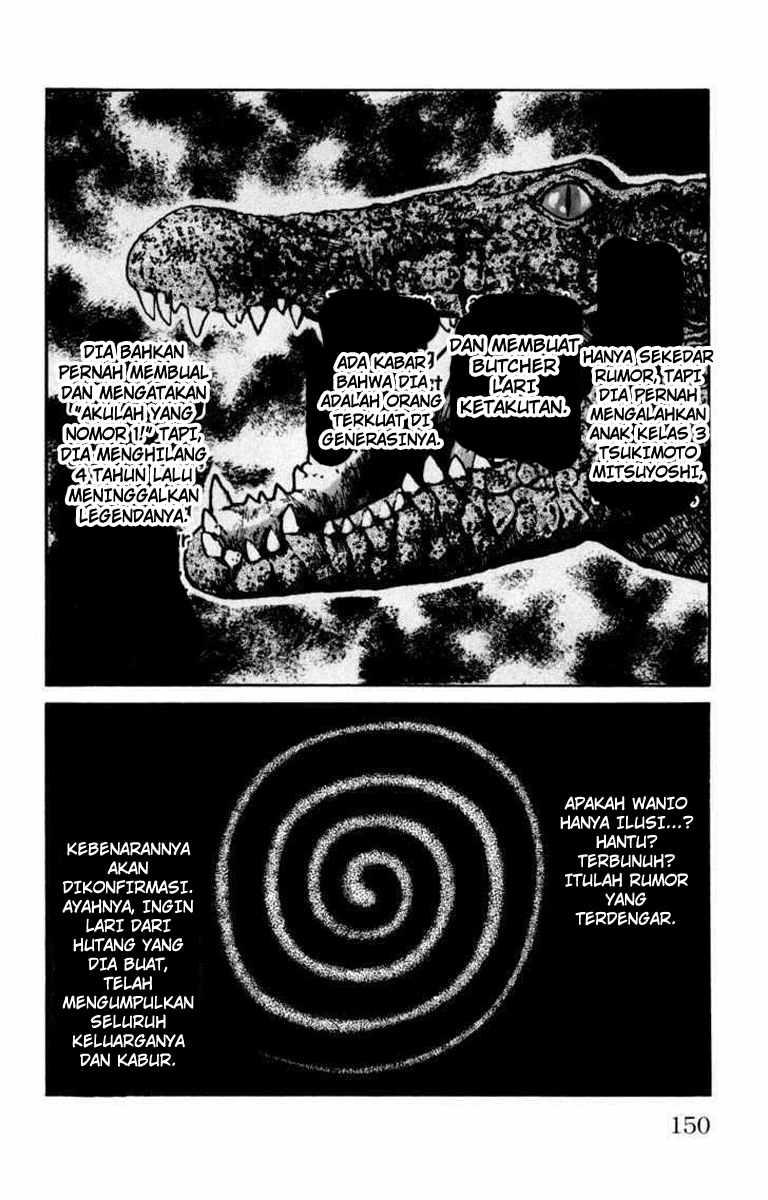 HANYA SEKEDAR
RUMOR, TAPI
DIA PERNAH
MENGALAHKAN
ANAK KELAS 3
TSUKIMOTO
MITSUYOSHI,
DAN MEMBUAT
BUTCHER
LARI
KETAKUTAN.
ADA KABAR
BAHWA DIA
ADALAH ORANG
TERKUAT DI
GENERASINYA.
DIA BAHKAN
PERNAH MEMBUAL
DAN MENGATAKAN
"AKULAH YANG
NOMOR 1!" TAPI,
DIA MENGHILANG
4 TAHUN LALU
MENINGGALKAN
LEGENDANYA.
APAKAH WANIO
HANYA ILUSI...?
HANTU?
TERBUNUH?
ITULAH RUMOR
YANG
TERDENGAR.
KEBENARANNYA
AKAN
DIKONFIRMASI.
AYAHNYA, INGIN
LARI DARI
HUTANG YANG
DIA BUAT,
TELAH
MENGUMPULKAN
SELURUH
KELUARGANYA
DAN KABUR.
150